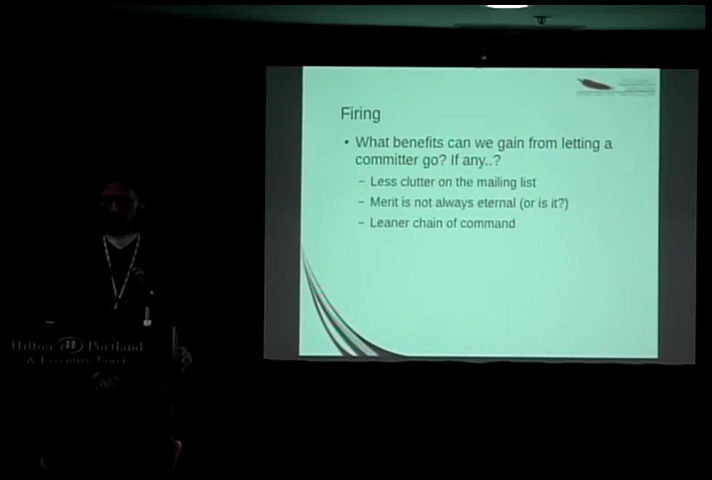 Firing
• What benefits can we gain from letting a
committer go? If any..?
– Less clutter on the mailing list
– Merit is not always eternal (or is it?)
– Leaner chain of command
Hilton Portland
& Executive Tower